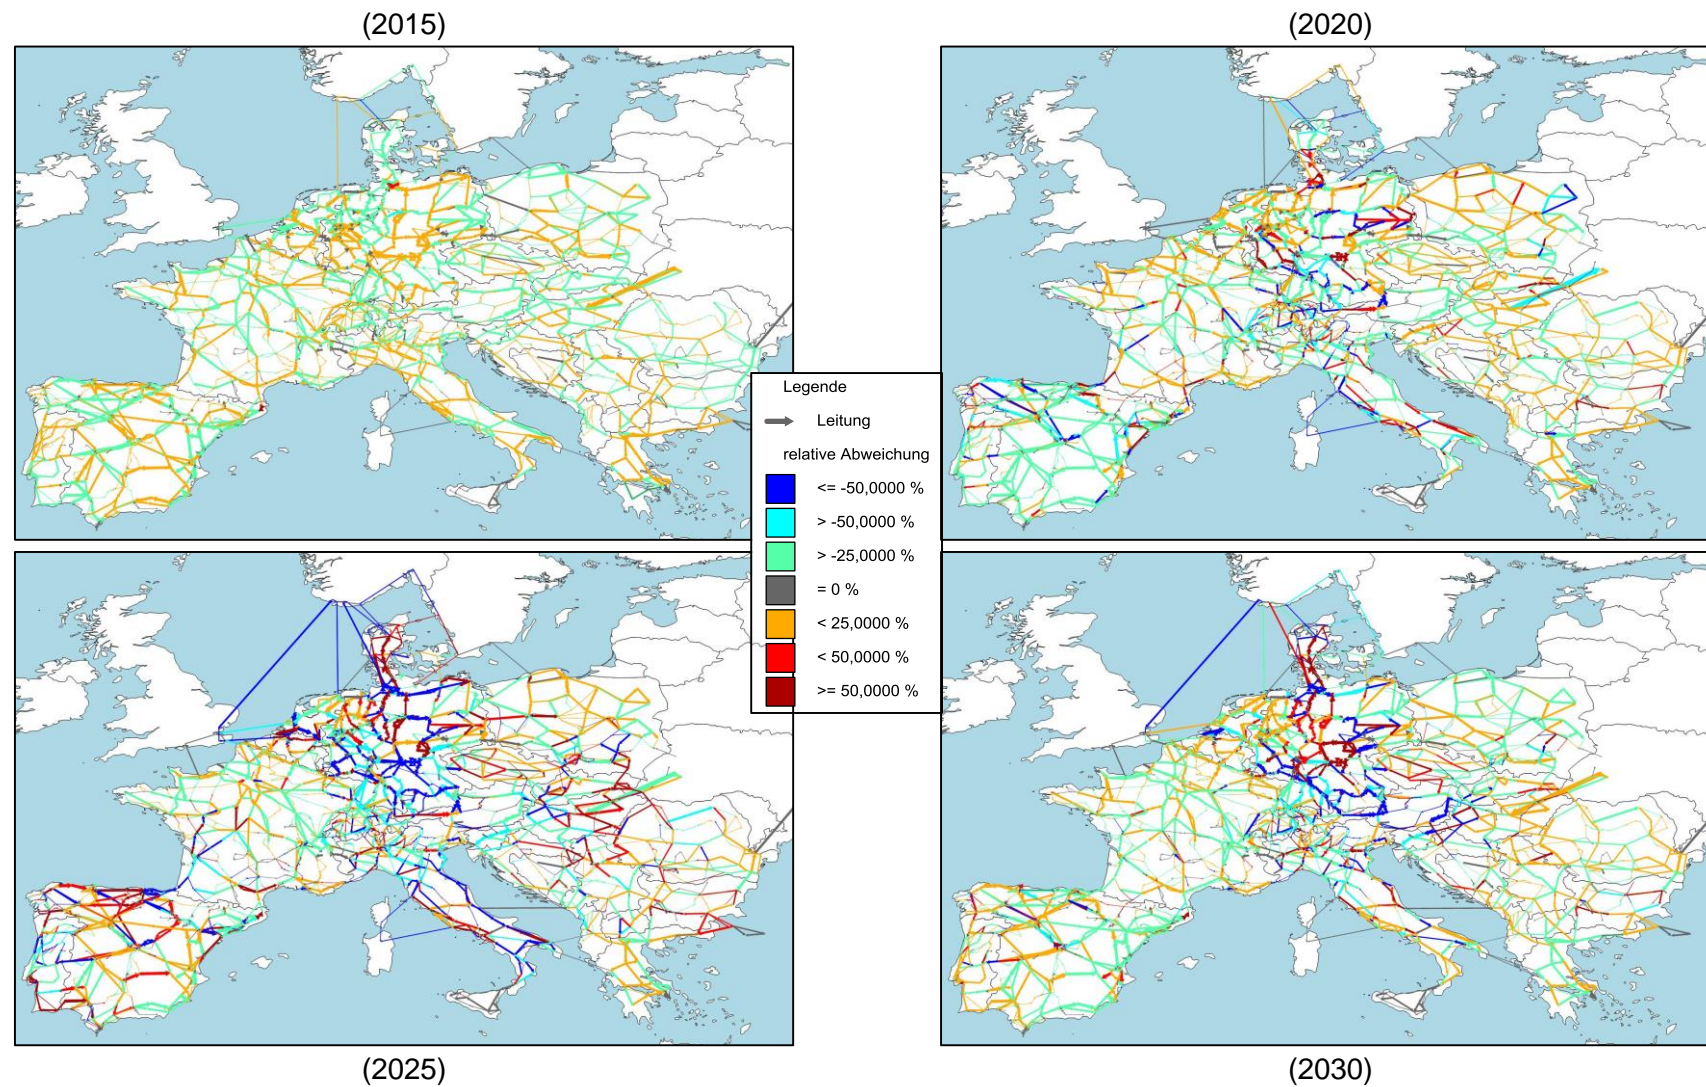 (2015)
(2020)
Legende
Leitung
relative Abweichung
<= -50,0000 %
> -50,0000 %
> -25,0000 %
= 0 %
< 25,0000 %
< 50,0000 %
>= 50,0000 %
(2025)
(2030)